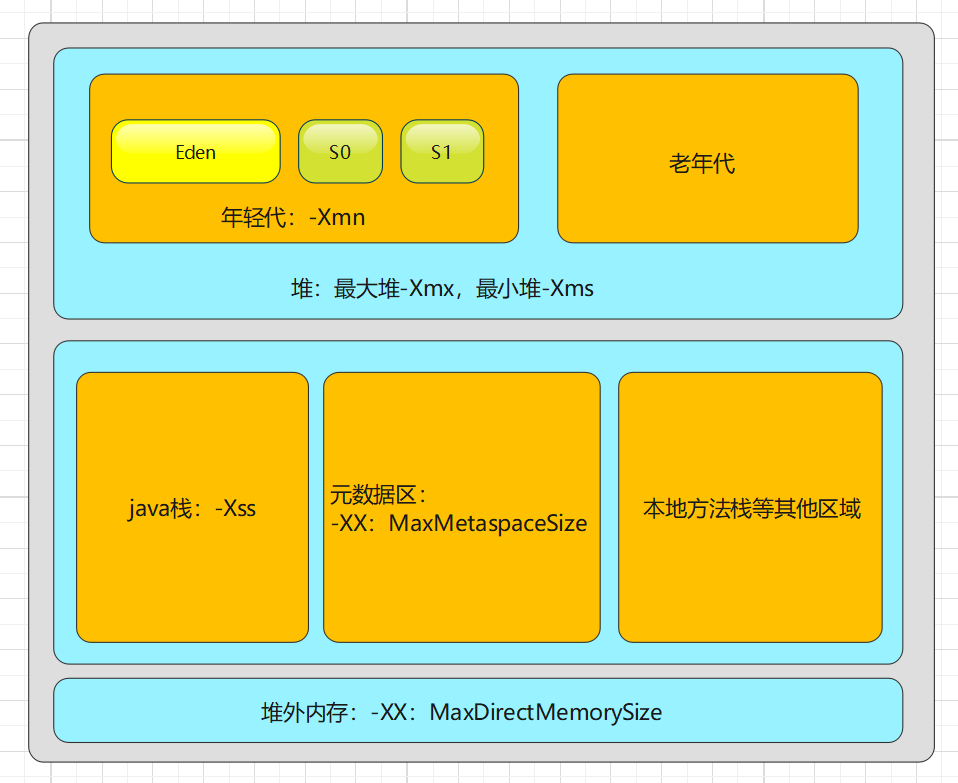 Eden
S0
S1
年轻代：-Xmn
老年代
堆：最大堆-Xmx，最小堆-Xms
java栈：-Xss
元数据区：
-XX：MaxMetaspaceSize
本地方法栈等其他区域
堆外内存：-XX：MaxDirectMemorySize